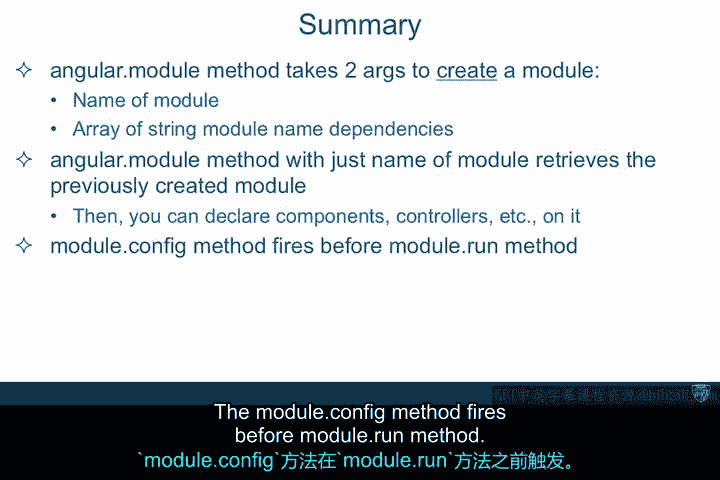 Summary
angular.module method takes 2 args to create a module:
Name of module
Array of string module name dependencies
angular.module method with just name of module retrieves the
previously created module
Then, you can declare components, controllers, etc., on it
module.config method fires before module.run method
The module.config method fires
before module.run method.
`module.config`方法在`module.run`方法之前触发。